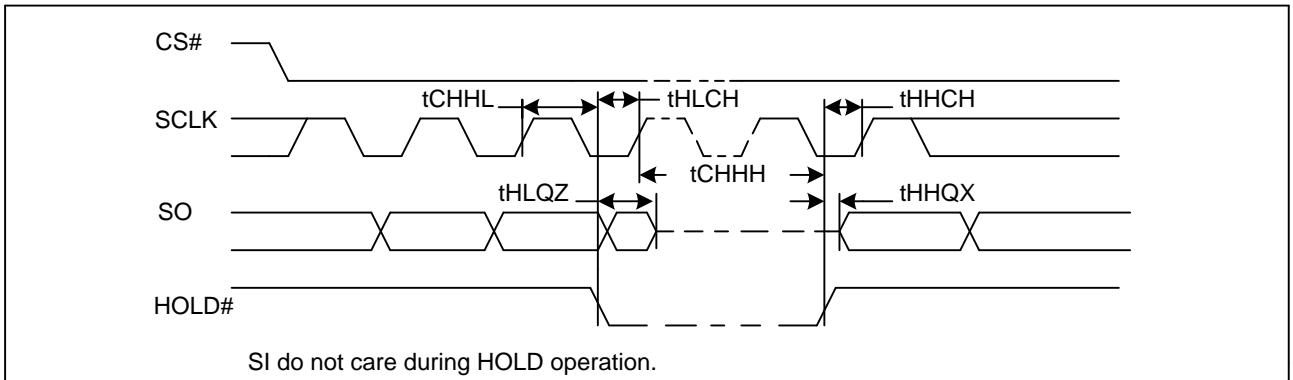 CS#
tCHHL
tHLCH
tHHCH
SCLK
tCHHH
tHLQZ
tHHQX
SO
HOLD#
SI do not care during HOLD operation.